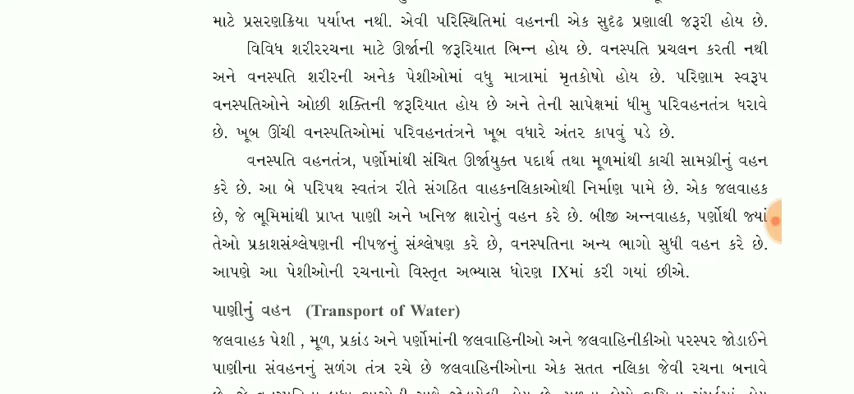 માટે પ્રસરણક્રિયા પર્યાપ્ત નથી. એવી પરિસ્થિતિમાં વહનની એક સુદૃઢ પ્રણાલી જરૂરી હોય છે.
વિવિધ શરીરરચના માટે ઊર્જાની જરૂરિયાત ભિન્ન હોય છે. વનસ્પતિ પ્રચલન કરતી નથી
અને વનસ્પતિ શરીરની અનેક પેશીઓમાં વધુ માત્રામાં મૃતકોષો હોય છે. પરિણામ સ્વરૂપ
વનસ્પતિઓને ઓછી શક્તિની જરૂરિયાત હોય છે અને તેની સાપેક્ષમાં ધીમુ પરિવહનતંત્ર ધરાવે
છે. ખૂબ ઊંચી વનસ્પતિઓમાં પરિવહનતંત્રને ખૂબ વધારે અંતર કાપવું પડે છે.
વનસ્પતિ વહનતંત્ર, પર્ણોમાંથી સંચિત ઊર્જાયુક્ત પદાર્થ તથા મૂળમાંથી કાચી સામગ્રીનું વહન
કરે છે. આ બે પરિપથ સ્વતંત્ર રીતે સંગઠિત વાહકનલિકાઓથી નિર્માણ પામે છે. એક જલવાહક
છે, જે ભૂમિમાંથી પ્રાપ્ત પાણી અને ખનિજ ક્ષારોનું વહન કરે છે. બીજી અન્નવાહક, પર્ણોથી જ્યાં
તેઓ પ્રકાશસંશ્લેષણની નીપજનું સંશ્લેષણ કરે છે, વનસ્પતિના અન્ય ભાગો સુધી વહન કરે છે.
આપણે આ પેશીઓની રચનાનો વિસ્તૃત અભ્યાસ ધોરણ IXમાં કરી ગયાં છીએ.
પાણીનું વહન (Transport of Water)
જલવાહક પેશી , મૂળ, પ્રકાંડ અને પર્ણોમાંની જલવાહિનીઓ અને જલવાહિનીકીઓ પરસ્પર જોડાઈને
પાણીના સંવહનનું સળંગ તંત્ર રચે છે જલવાહિનીઓના એક સતત નલિકા જેવી રચના બનાવે